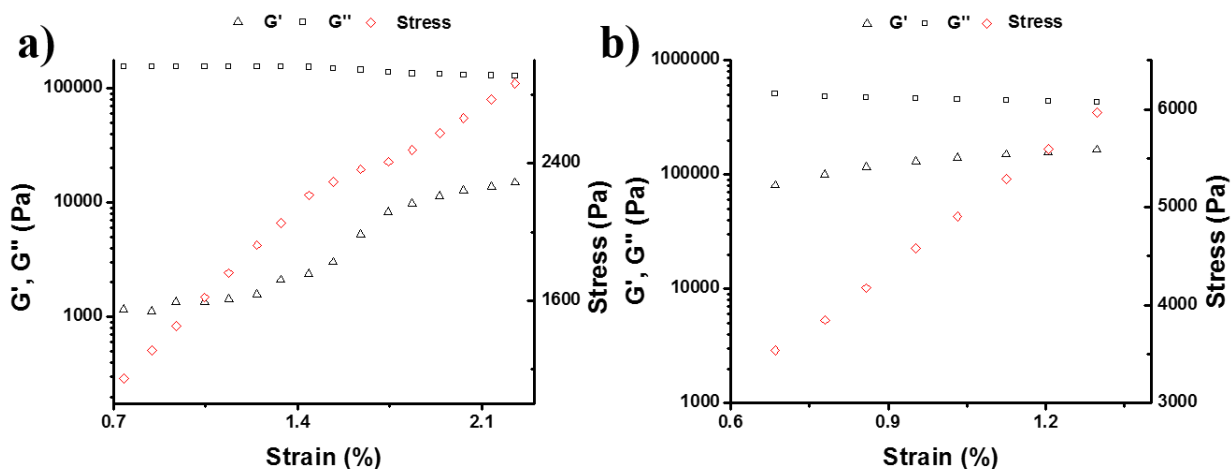 G' G'' Stress
a)
100000
10000
1000
G', G'' (Pa)
2400
1600
Stress (Pa)
0.7 1.4 2.1
Strain (%)
G' G'' Stress
b)
1000000
100000
10000
1000
G', G'' (Pa)
6000
5000
4000
3000
Stress (Pa)
0.6 0.9 1.2
Strain (%)